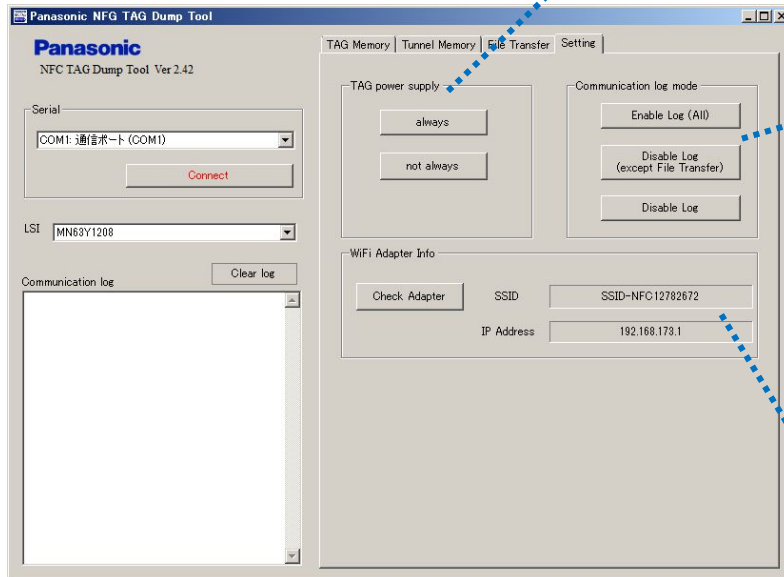 Panasonic NFG TAG Dump Tool
Panasonic
NFC TAG Dump Tool Ver 2.42
Serial
COM1: 通信ポート (COM1)
Connect
LSI MN63Y1208
Communication log
Clear log
TAG Memory Tunnel Memory File Transfer Setting
TAG power supply
always
not always
Communication log mode
Enable Log (All)
Disable Log
(except File Transfer)
Disable Log
WiFi Adapter Info
Check Adapter SSID SSID-NFC12782672
IP Address 192.168.173.1